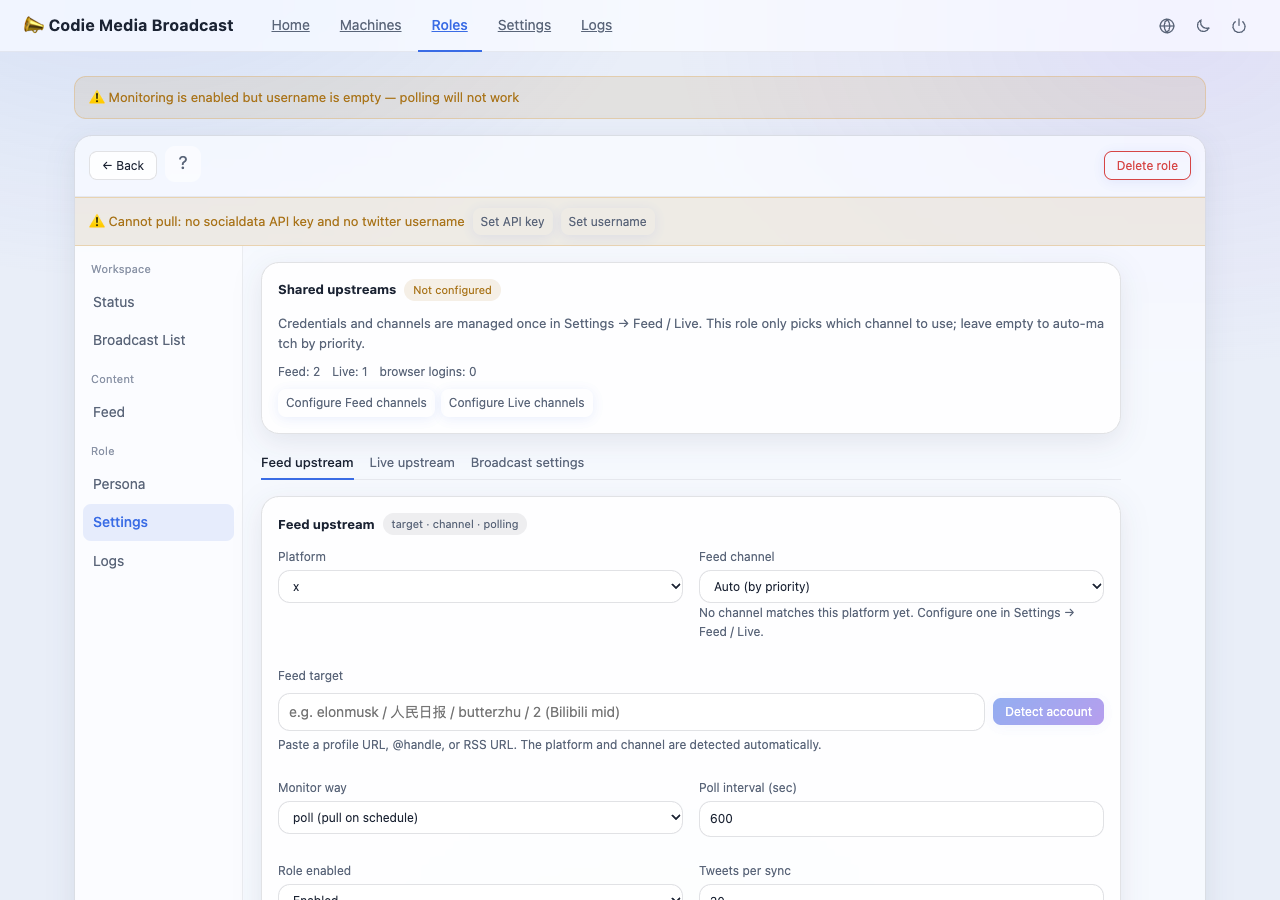 Codie Media Broadcast
Home
Machines
Roles
Settings
Logs
⚠️ Monitoring is enabled but username is empty — polling will not work
← Back
?
Delete role
⚠️ Cannot pull: no socialdata API key and no twitter username
Set API key
Set username
Workspace
Status
Broadcast List
Content
Feed
Role
Persona
Settings
Logs
Shared upstreams
Not configured
Credentials and channels are managed once in Settings → Feed / Live. This role only picks which channel to use; leave empty to auto-ma
tch by priority.
Feed: 2 Live: 1 browser logins: 0
Configure Feed channels
Configure Live channels
Feed upstream
Live upstream
Broadcast settings
Feed upstream
target · channel · polling
Platform
x
Feed channel
Auto (by priority)
No channel matches this platform yet. Configure one in Settings →
Feed / Live.
Feed target
e.g. elonmusk / 人民日报 / butterzhu / 2 (Bilibili mid)
Detect account
Paste a profile URL, @handle, or RSS URL. The platform and channel are detected automatically.
Monitor way
poll (pull on schedule)
Poll interval (sec)
600
Role enabled
Enabled
Tweets per sync
20